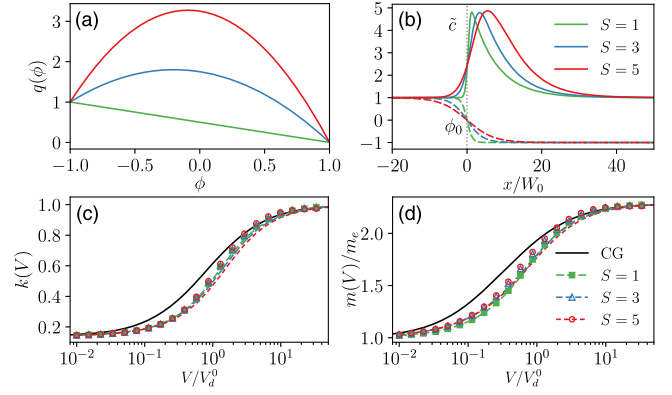 (a)
q(ϕ)
3
2
1
0
−1.0 −0.5 0.0 0.5 1.0
ϕ
(b)
c̃
S = 1
S = 3
S = 5
ϕ₀
5
4
3
2
1
0
−1
−20 0 20 40
x/W₀
(c)
k(V)
1.0
0.8
0.6
0.4
0.2
10⁻² 10⁻¹ 10⁰ 10¹
V/V_d⁰
(d)
m(V)/mₑ
2.0
1.5
1.0
CG
S = 1
S = 3
S = 5
10⁻² 10⁻¹ 10⁰ 10¹
V/V_d⁰